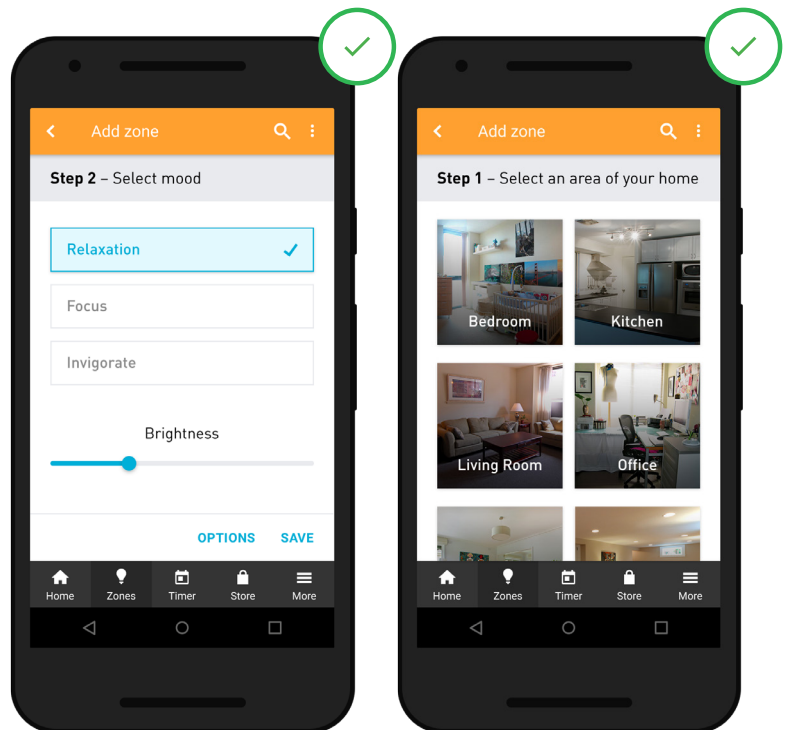 Add zone
Step 2 – Select mood
Relaxation
Focus
Invigorate
Brightness
OPTIONS SAVE
Home Zones Timer Store More
Add zone
Step 1 – Select an area of your home
Bedroom Kitchen
Living Room Office
Home Zones Timer Store More